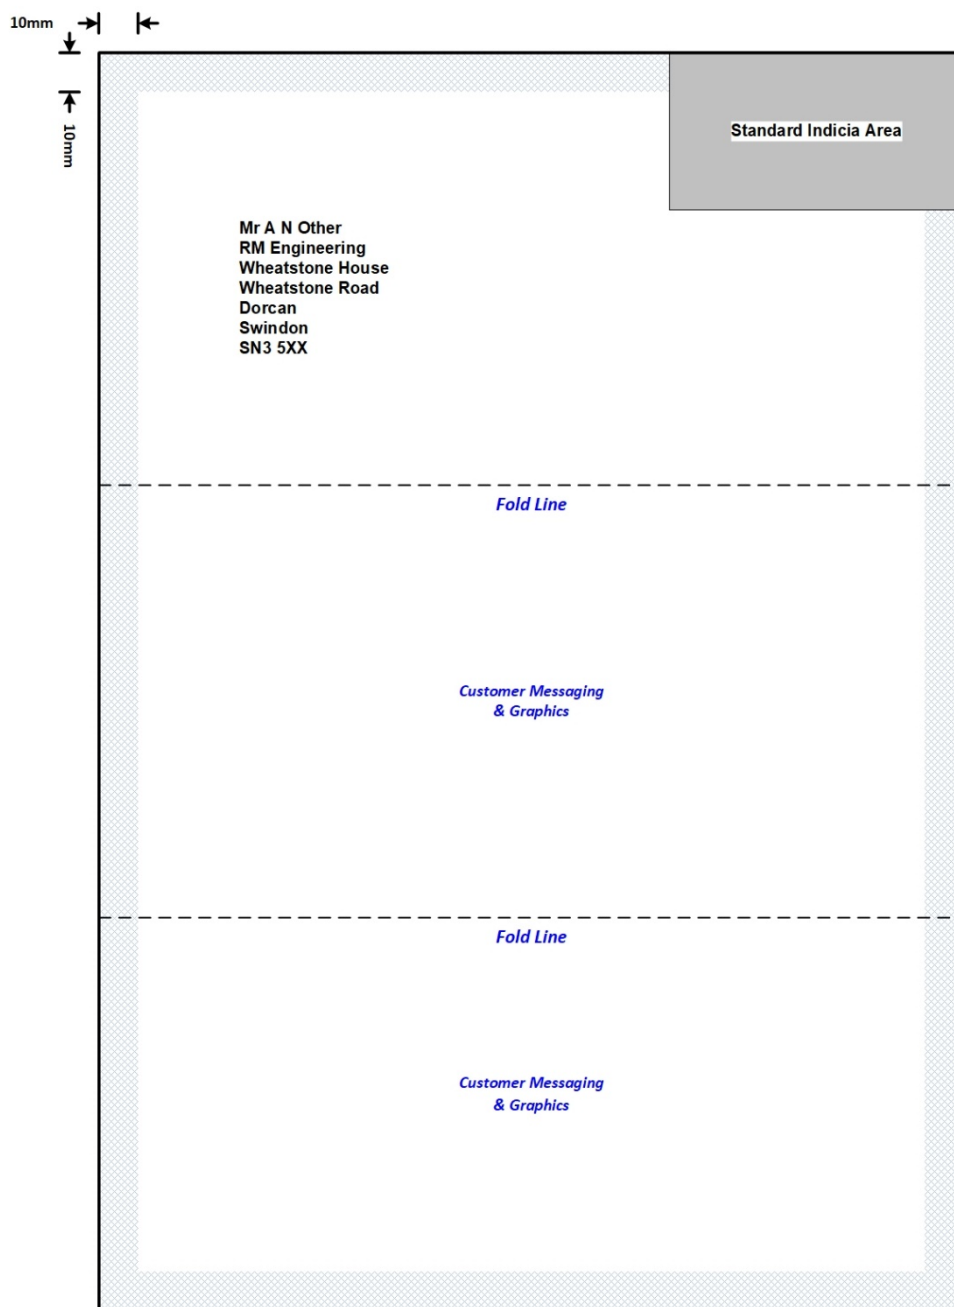 10mm
10mm
Standard Indicia Area
Mr A N Other
RM Engineering
Wheatstone House
Wheatstone Road
Dorcan
Swindon
SN3 5XX
Fold Line
Customer Messaging
& Graphics
Fold Line
Customer Messaging
& Graphics